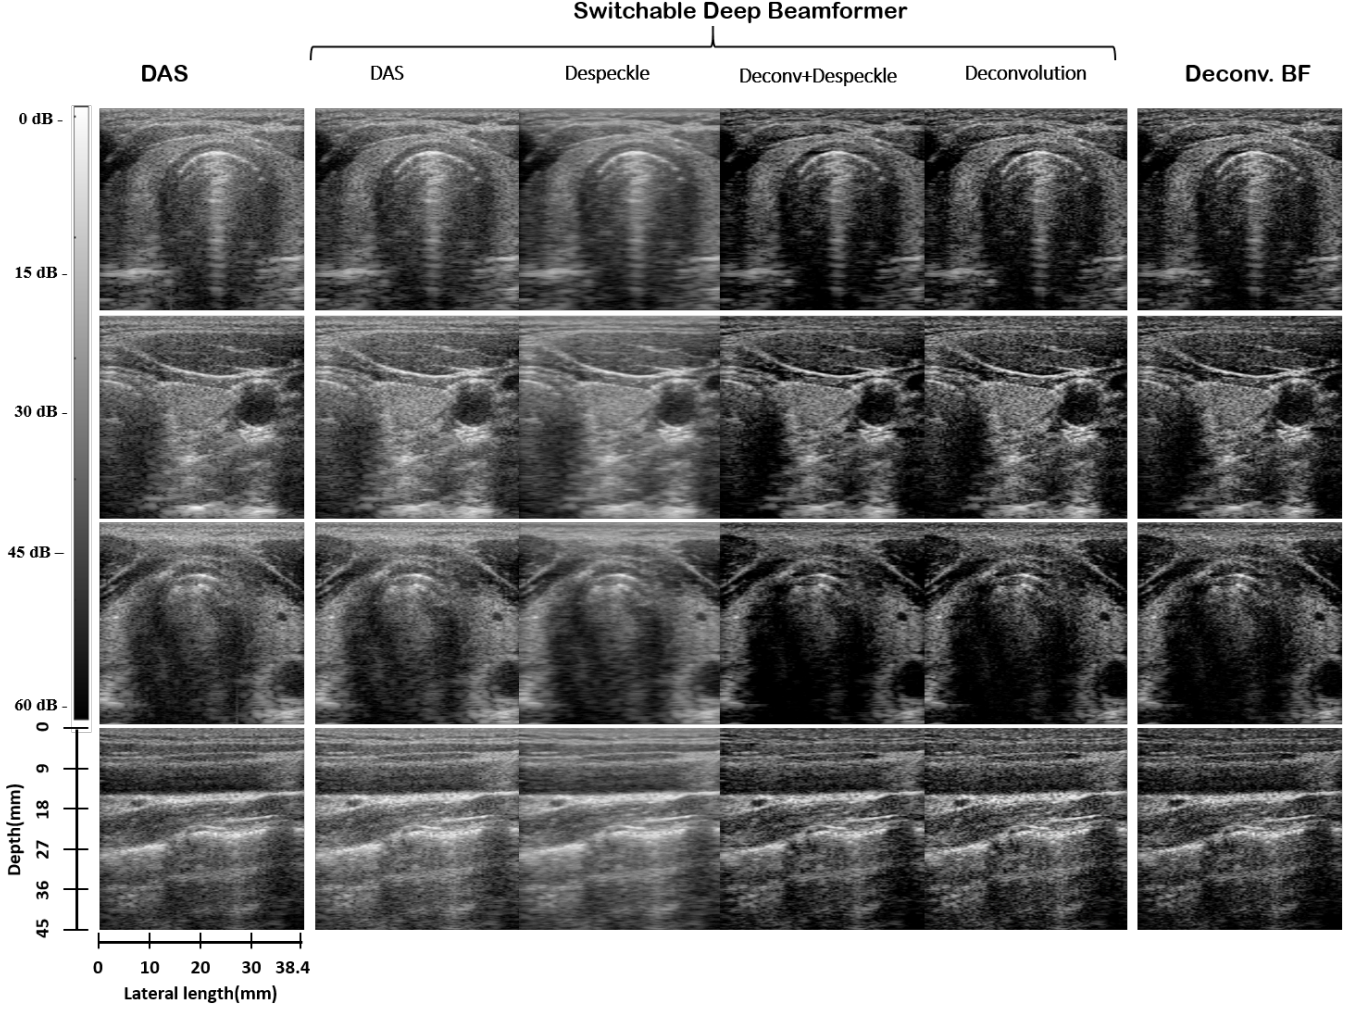 Switchable Deep Beamformer
DAS
DAS
Despeckle
Deconv+Despeckle
Deconvolution
Deconv. BF
0 dB
15 dB
30 dB
45 dB
60 dB
0
9
18
27
36
45
Depth(mm)
0 10 20 30 38.4
Lateral length(mm)